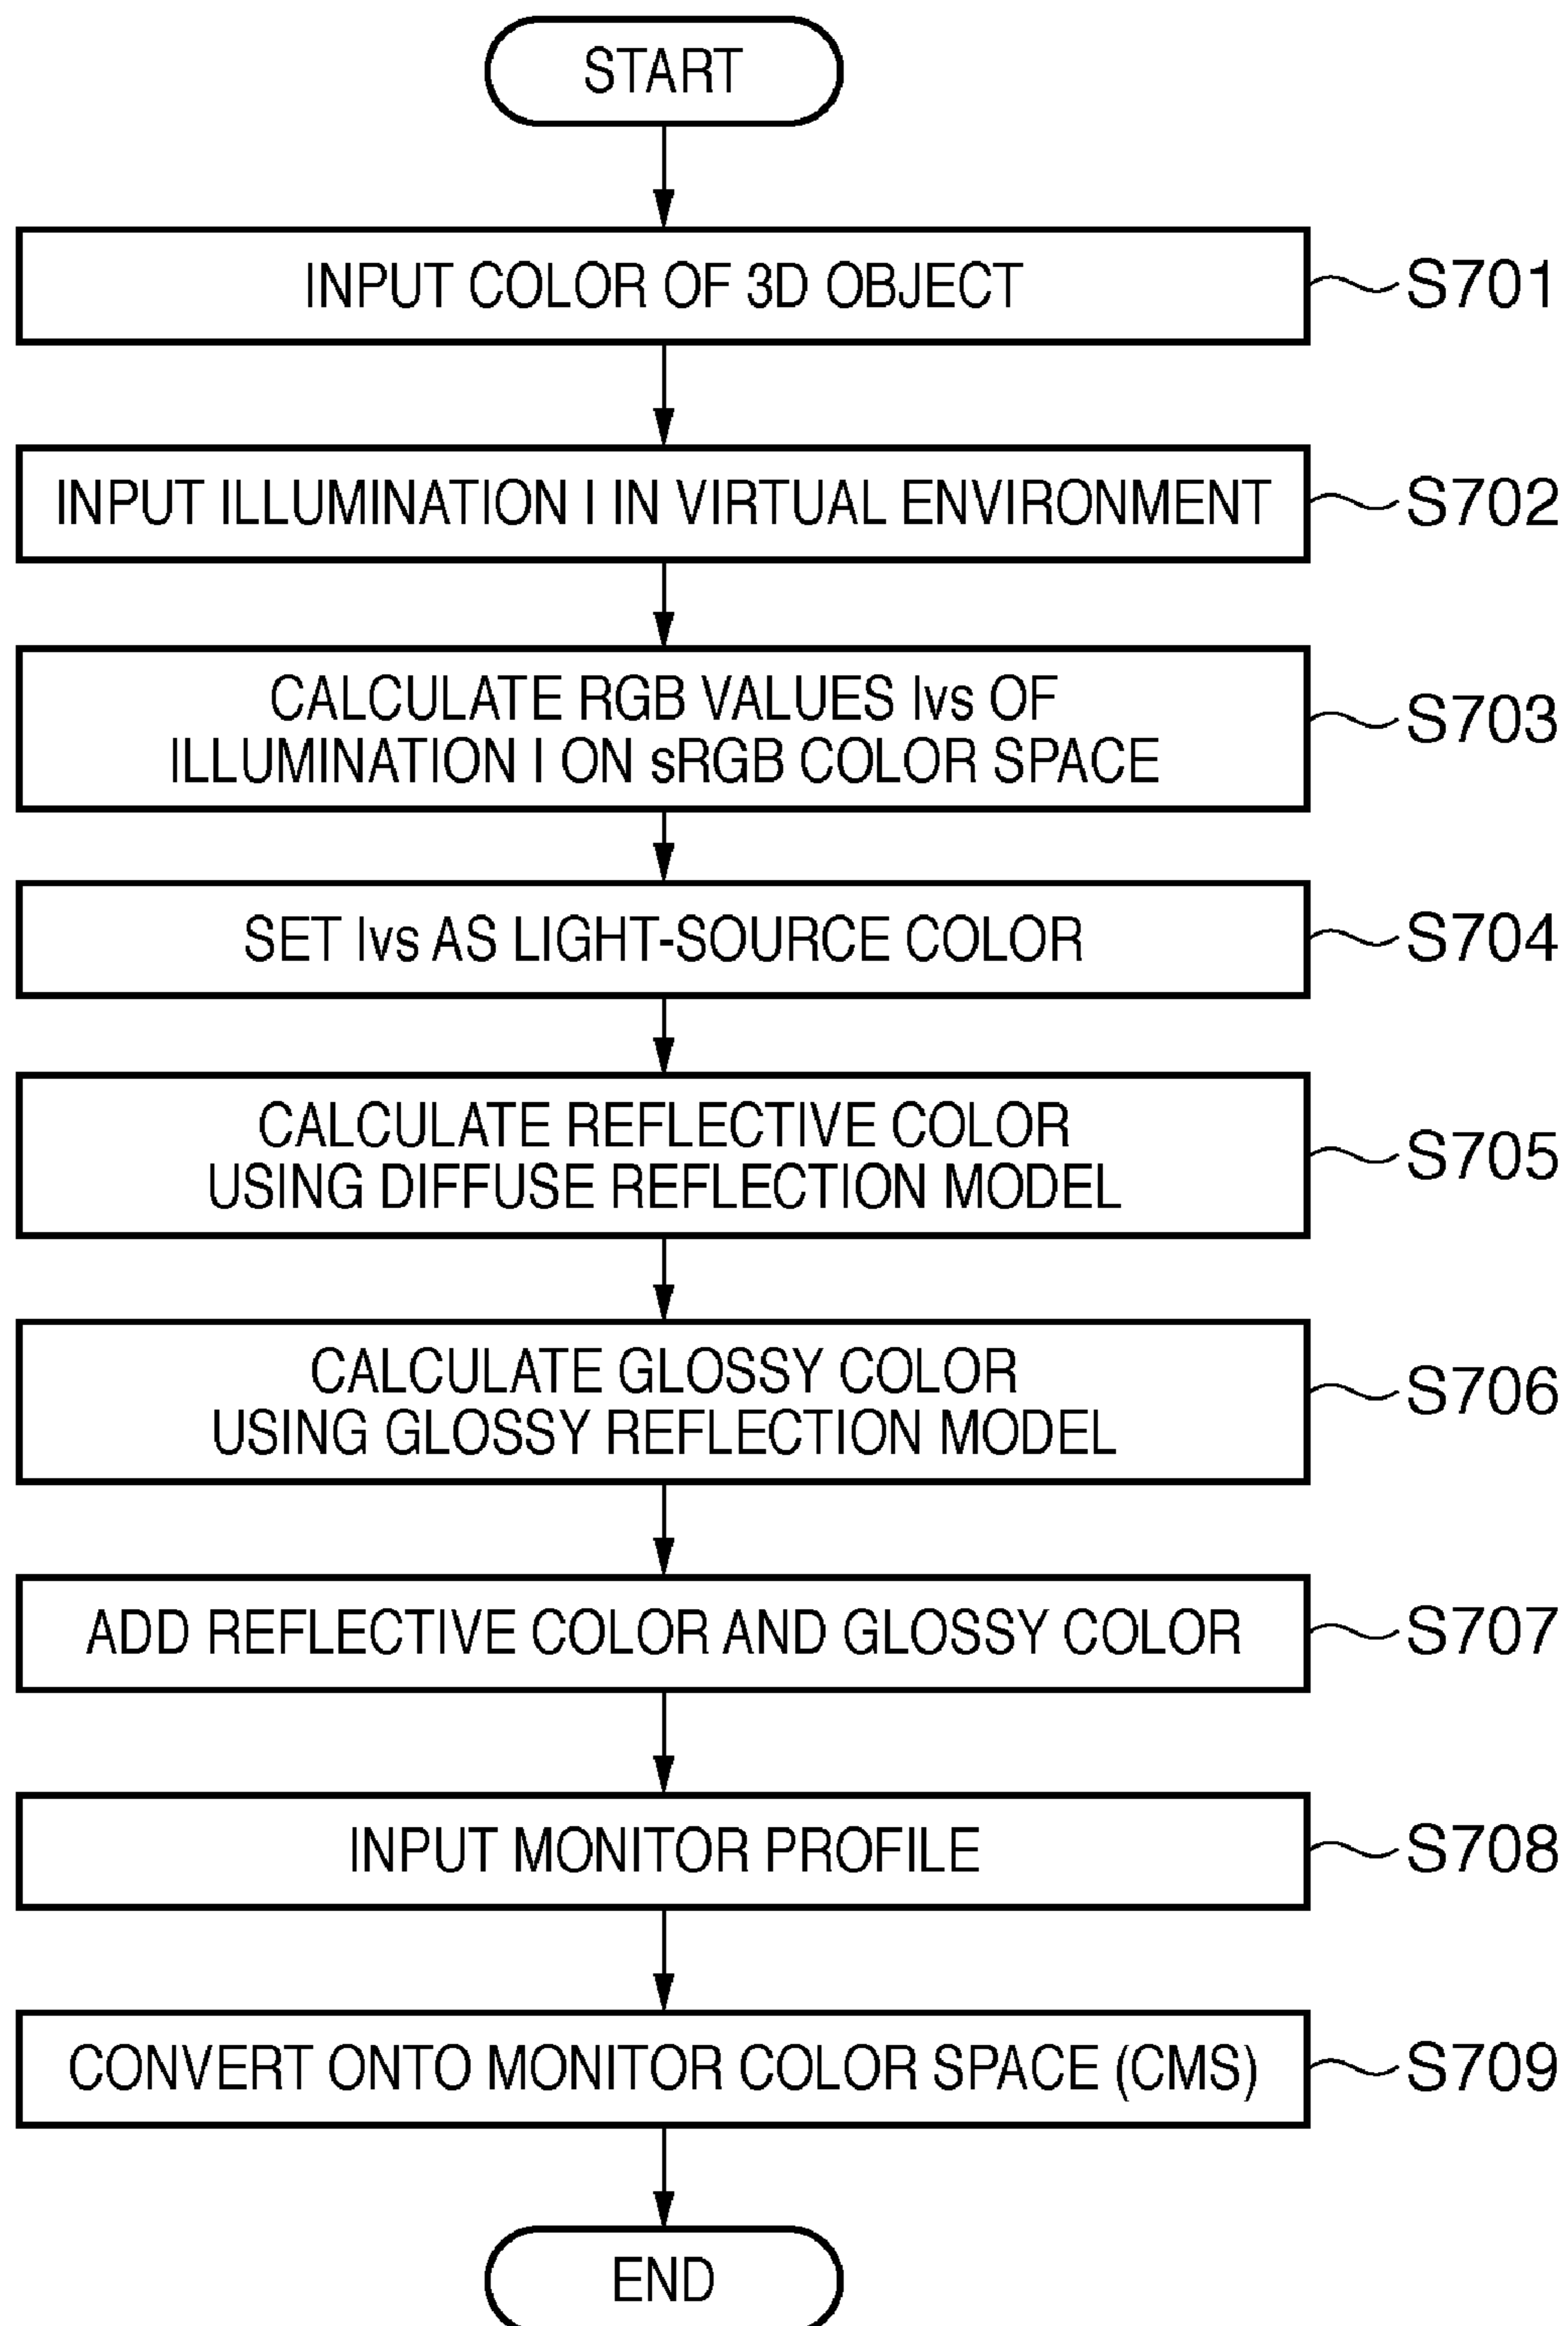 START
INPUT COLOR OF 3D OBJECT
S701
INPUT ILLUMINATION I IN VIRTUAL ENVIRONMENT
S702
CALCULATE RGB VALUES Ivs OF
ILLUMINATION I ON sRGB COLOR SPACE
S703
SET Ivs AS LIGHT-SOURCE COLOR
S704
CALCULATE REFLECTIVE COLOR
USING DIFFUSE REFLECTION MODEL
S705
CALCULATE GLOSSY COLOR
USING GLOSSY REFLECTION MODEL
S706
ADD REFLECTIVE COLOR AND GLOSSY COLOR
S707
INPUT MONITOR PROFILE
S708
CONVERT ONTO MONITOR COLOR SPACE (CMS)
S709
END